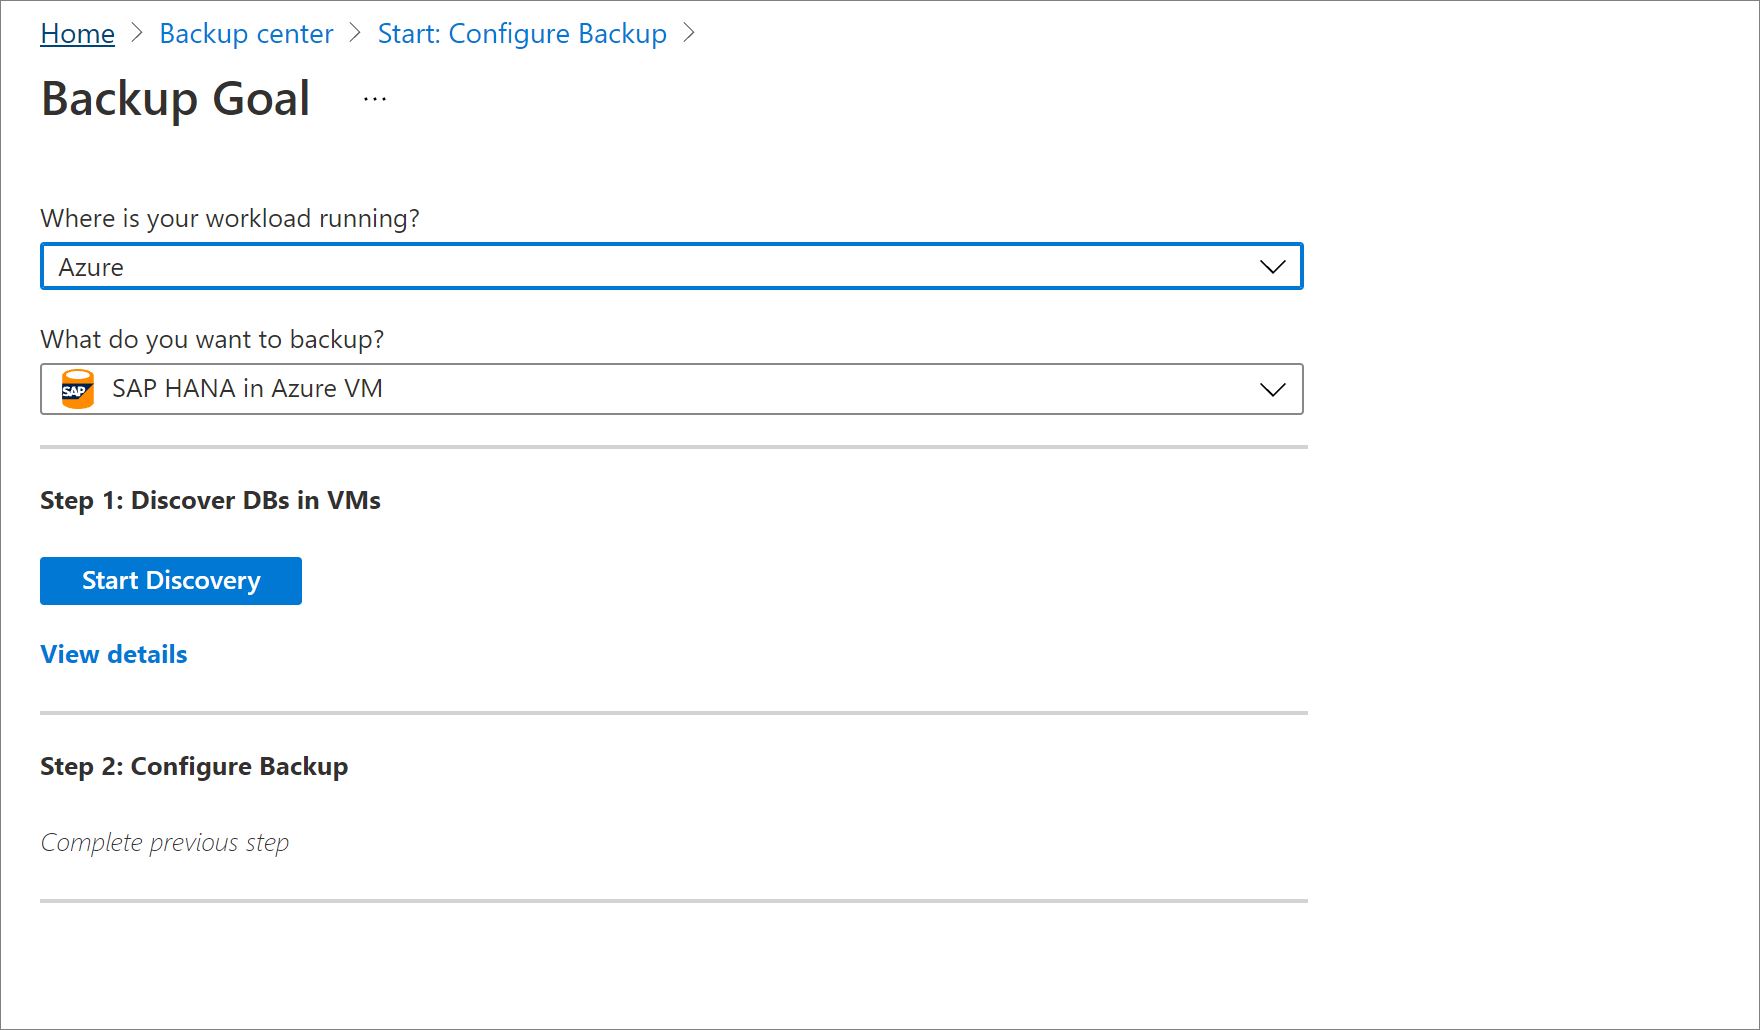 Home > Backup center > Start: Configure Backup >
Backup Goal ...
Where is your workload running?
Azure
What do you want to backup?
SAP SAP HANA in Azure VM
Step 1: Discover DBs in VMs
Start Discovery
View details
Step 2: Configure Backup
Complete previous step